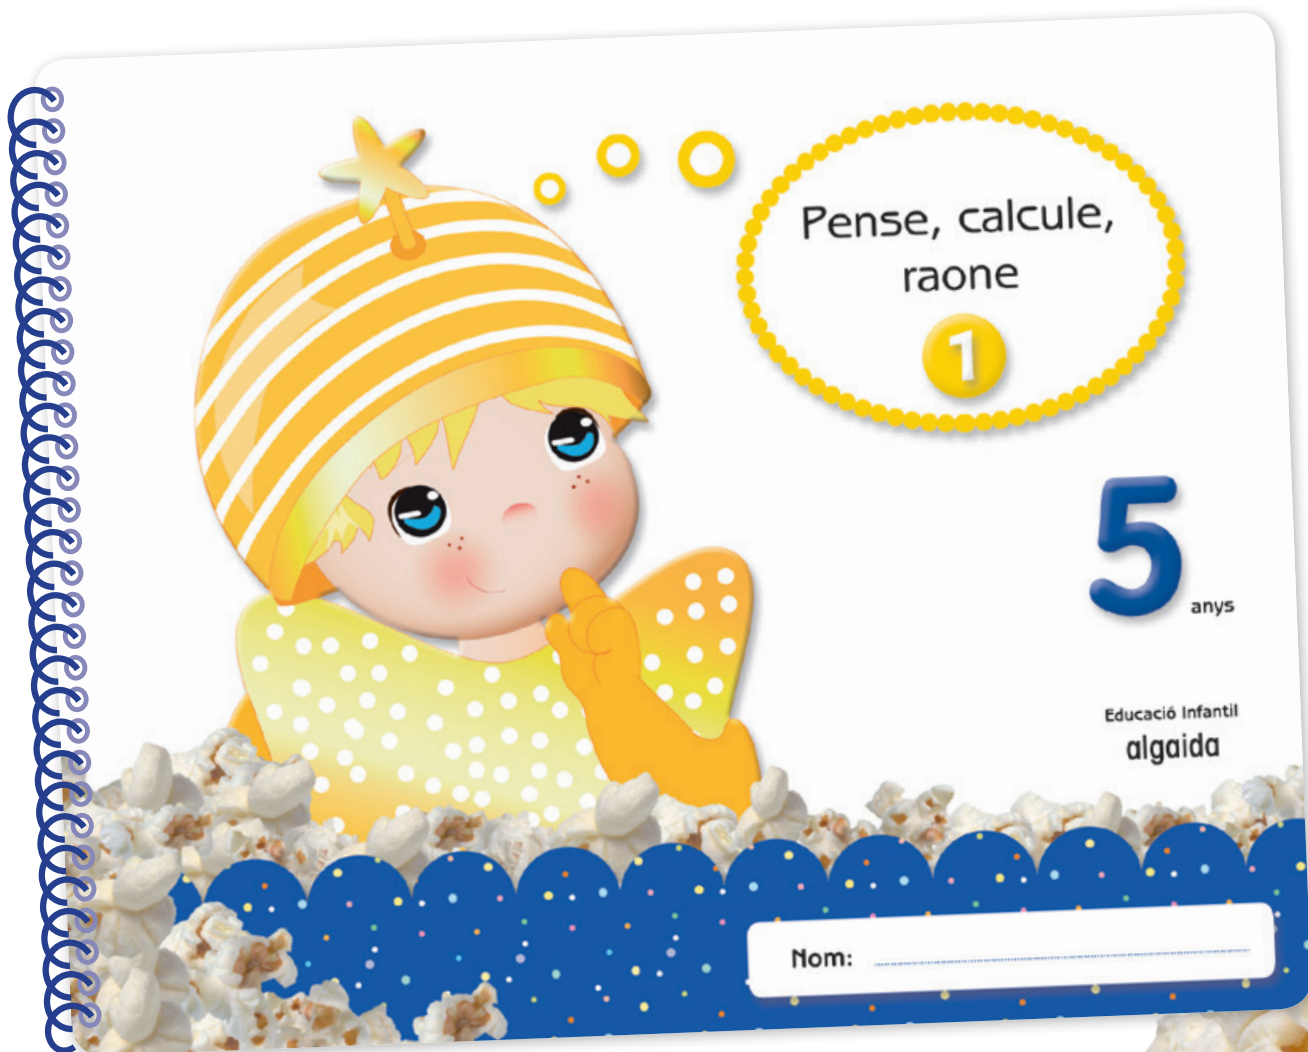 Pense, calcule,
raone
1
5
anys
Educació Infantil
algaida
Nom: